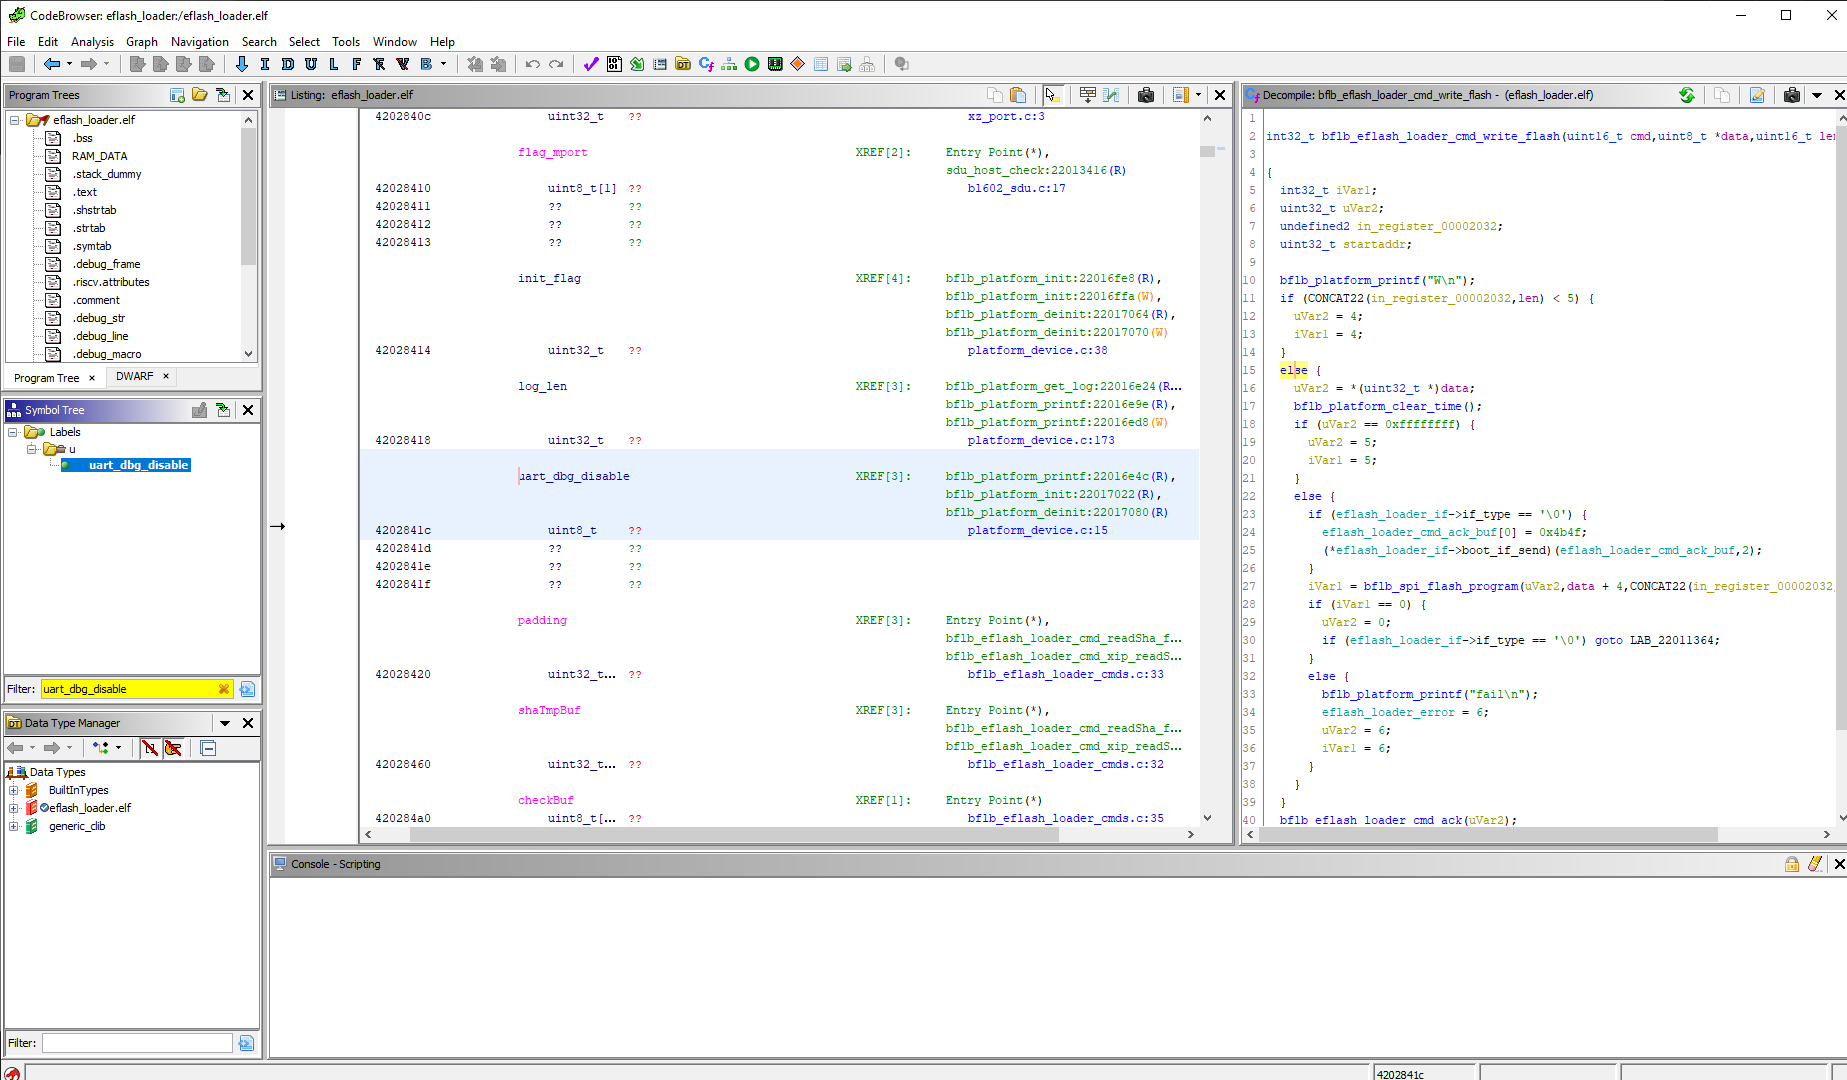 CodeBrowser: eflash_loader:/eflash_loader.elf
File Edit Analysis Graph Navigation Search Select Tools Window Help
I D U L F B
Program Trees
eflash_loader.elf
.bss
RAM_DATA
.stack_dummy
.text
.shstrtab
.strtab
.symtab
.debug_frame
.riscv.attributes
.comment
.debug_str
.debug_line
.debug_macro
Program Tree × DWARF ×
Symbol Tree
Labels
u
uart_dbg_disable
Filter: uart_dbg_disable
Data Type Manager
Data Types
BuiltInTypes
eflash_loader.elf
generic_clib
Filter:
Listing: eflash_loader.elf
4202840c uint32_t ?? xz_port.c:3
flag_mport XREF[2]: Entry Point(*),
sdu_host_check:22013416(R)
42028410 uint8_t[1] ?? bl602_sdu.c:17
42028411 ?? ??
42028412 ?? ??
42028413 ?? ??
init_flag XREF[4]: bflb_platform_init:22016fe8(R),
bflb_platform_init:22016ffa(W),
bflb_platform_deinit:22017064(R),
bflb_platform_deinit:22017070(W)
42028414 uint32_t ?? platform_device.c:38
log_len XREF[3]: bflb_platform_get_log:22016e24(R...
bflb_platform_printf:22016e9e(R),
bflb_platform_printf:22016ed8(W)
42028418 uint32_t ?? platform_device.c:173
uart_dbg_disable XREF[3]: bflb_platform_printf:22016e4c(R),
bflb_platform_init:22017022(R),
bflb_platform_deinit:22017080(R)
4202841c uint8_t ?? platform_device.c:15
4202841d ?? ??
4202841e ?? ??
4202841f ?? ??
padding XREF[3]: Entry Point(*),
bflb_eflash_loader_cmd_readSha_f...
bflb_eflash_loader_cmd_xip_readS...
42028420 uint32_t... ?? bflb_eflash_loader_cmds.c:33
shaTmpBuf XREF[3]: Entry Point(*),
bflb_eflash_loader_cmd_readSha_f...
bflb_eflash_loader_cmd_xip_readS...
42028460 uint32_t... ?? bflb_eflash_loader_cmds.c:32
checkBuf XREF[1]: Entry Point(*)
420284a0 uint8_t[... ?? bflb_eflash_loader_cmds.c:35
Decompile: bflb_eflash_loader_cmd_write_flash - (eflash_loader.elf)
1
2 int32_t bflb_eflash_loader_cmd_write_flash(uint16_t cmd,uint8_t *data,uint16_t len
3
4 {
5 int32_t iVar1;
6 uint32_t uVar2;
7 undefined2 in_register_00002032;
8 uint32_t startaddr;
9
10 bflb_platform_printf("W\n");
11 if (CONCAT22(in_register_00002032,len) < 5) {
12 uVar2 = 4;
13 iVar1 = 4;
14 }
15 else {
16 uVar2 = *(uint32_t *)data;
17 bflb_platform_clear_time();
18 if (uVar2 == 0xffffffff) {
19 uVar2 = 5;
20 iVar1 = 5;
21 }
22 else {
23 if (eflash_loader_if->if_type == '\0') {
24 eflash_loader_cmd_ack_buf[0] = 0x4b4f;
25 (*eflash_loader_if->boot_if_send)(eflash_loader_cmd_ack_buf,2);
26 }
27 iVar1 = bflb_spi_flash_program(uVar2,data + 4,CONCAT22(in_register_00002032,
28 if (iVar1 == 0) {
29 uVar2 = 0;
30 if (eflash_loader_if->if_type == '\0') goto LAB_22011364;
31 }
32 else {
33 bflb_platform_printf("fail\n");
34 eflash_loader_error = 6;
35 uVar2 = 6;
36 iVar1 = 6;
37 }
38 }
39 }
40 bflb_eflash_loader_cmd_ack(uVar2);
Console - Scripting
4202841c